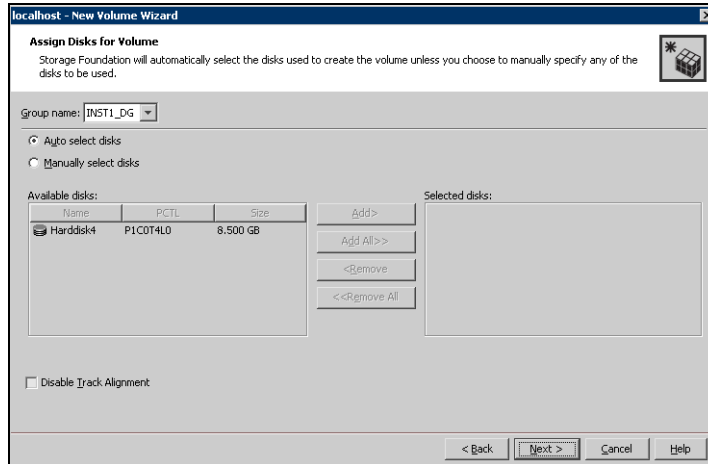 localhost - New Volume Wizard
Assign Disks for Volume
Storage Foundation will automatically select the disks used to create the volume unless you choose to manually specify any of the
disks to be used.
Group name: INST1_DG
Auto select disks
Manually select disks
Available disks:
Selected disks:
Name PCTL Size
Harddisk4 P1C0T4L0 8.500 GB
Add>
Add All>>
<Remove
<<Remove All
Disable Track Alignment
< Back Next > Cancel Help